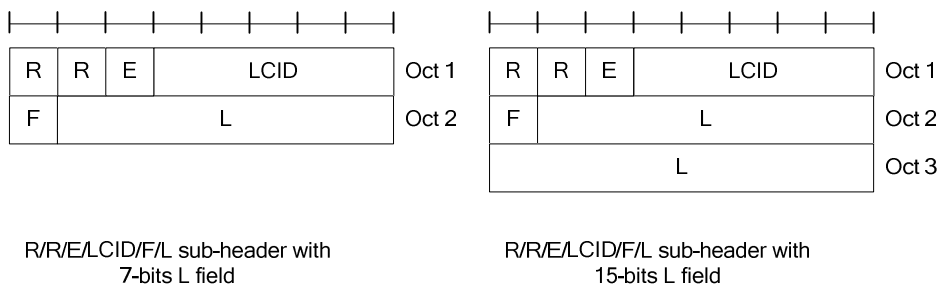 R R E LCID Oct 1
F L Oct 2
R/R/E/LCID/F/L sub-header with
7-bits L field
R R E LCID Oct 1
F L Oct 2
L Oct 3
R/R/E/LCID/F/L sub-header with
15-bits L field